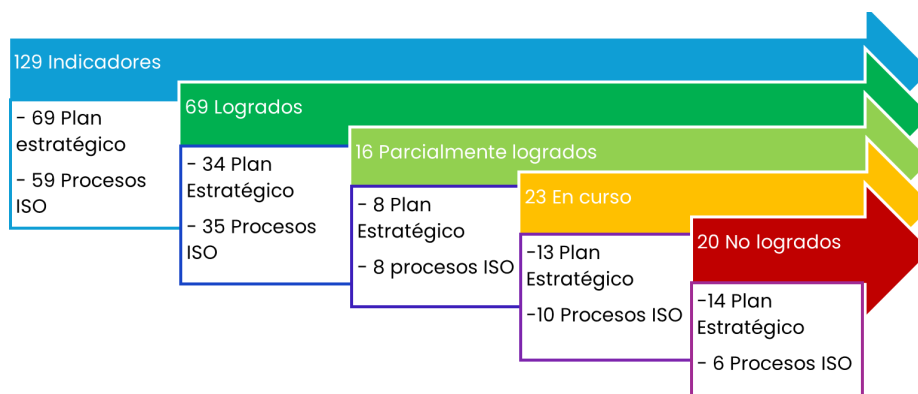 129 Indicadores
- 69 Plan
estratégico
- 59 Procesos
ISO
69 Logrados
- 34 Plan
Estratégico
- 35 Procesos
ISO
16 Parcialmente logrados
- 8 Plan
Estratégico
- 8 procesos ISO
23 En curso
-13 Plan
Estratégico
-10 Procesos ISO
20 No logrados
-14 Plan
Estratégico
- 6 Procesos ISO